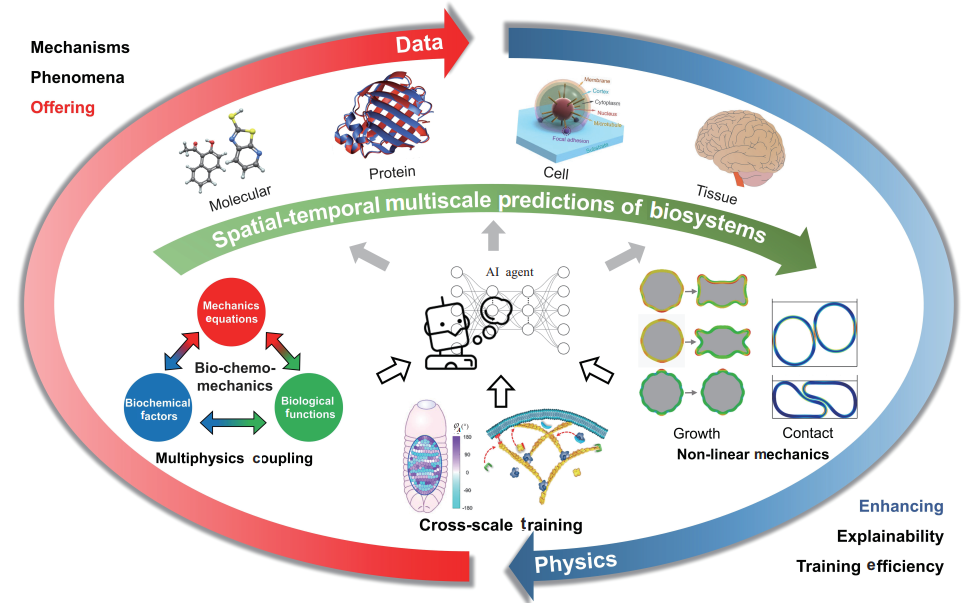 Mechanisms
Phenomena
Offering
Data
Molecular
Protein
Membrane
Cortex
Cytoplasm
Nucleus
Microtubule
Focal adhesion
Substrate
Cell
Tissue
Spatial-temporal multiscale predictions of biosystems
Mechanics
equations
Bio-chemo-
mechanics
Biochemical
factors
Biological
functions
Multiphysics coupling
AI agent
180
90
0
-90
-180
Cross-scale training
Growth
Contact
Non-linear mechanics
Enhancing
Explainability
Training efficiency
Physics